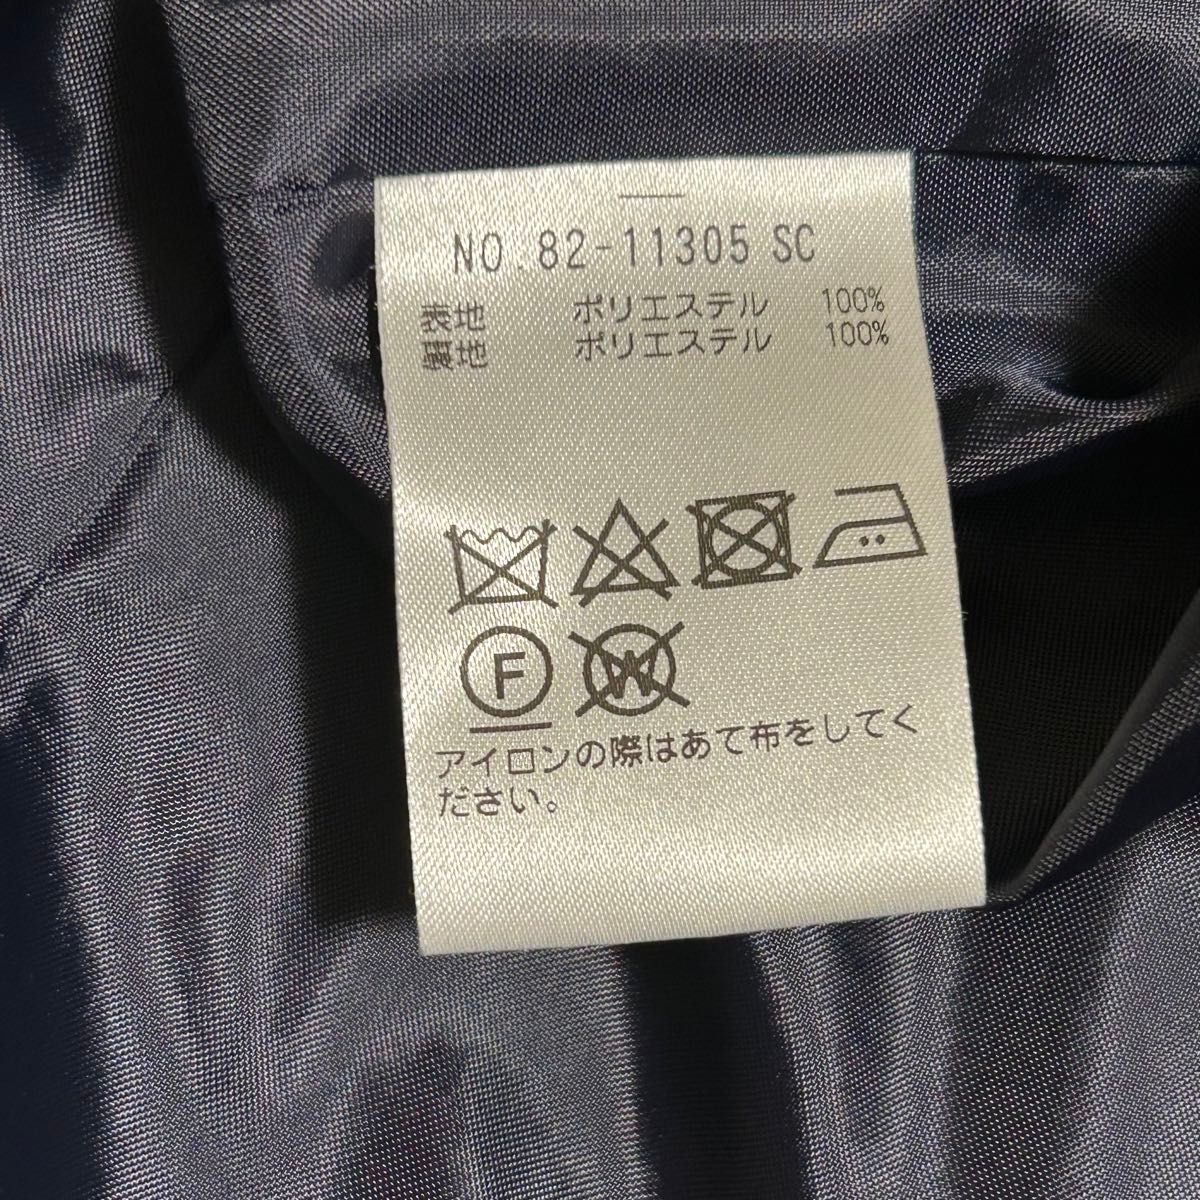 NO.82-11305 SC
表地 ポリエステル 100%
裏地 ポリエステル 100%
F W
アイロンの際はあて布をしてく
ださい。